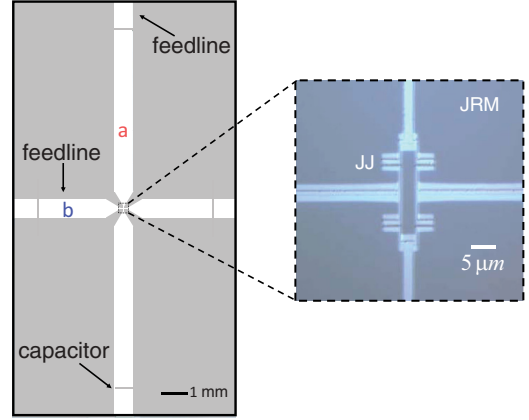 feedline
a
feedline
b
capacitor
1 mm
JRM
JJ
5 μm